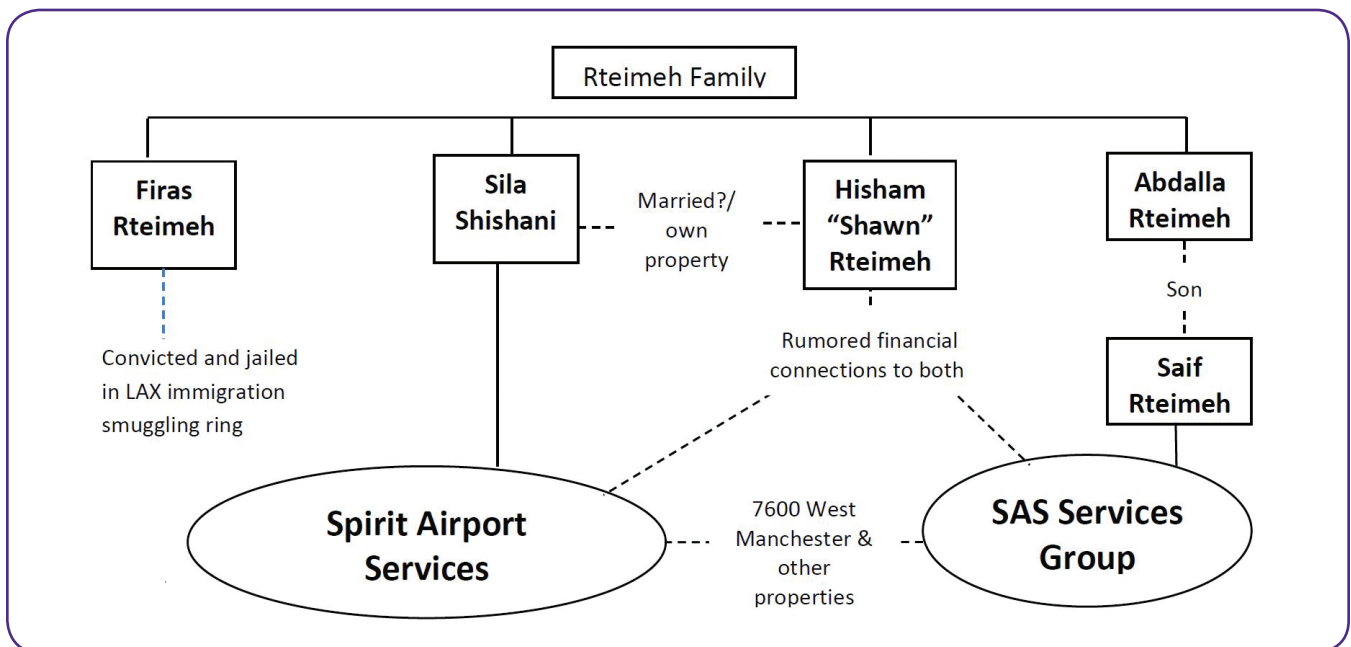 Rteimeh Family
Firas
Rteimeh
Sila
Shishani
Married?/
own
property
Hisham
“Shawn”
Rteimeh
Abdalla
Rteimeh
Son
Saif
Rteimeh
Convicted and jailed
in LAX immigration
smuggling ring
Rumored financial
connections to both
Spirit Airport
Services
7600 West
Manchester &
other
properties
SAS Services
Group